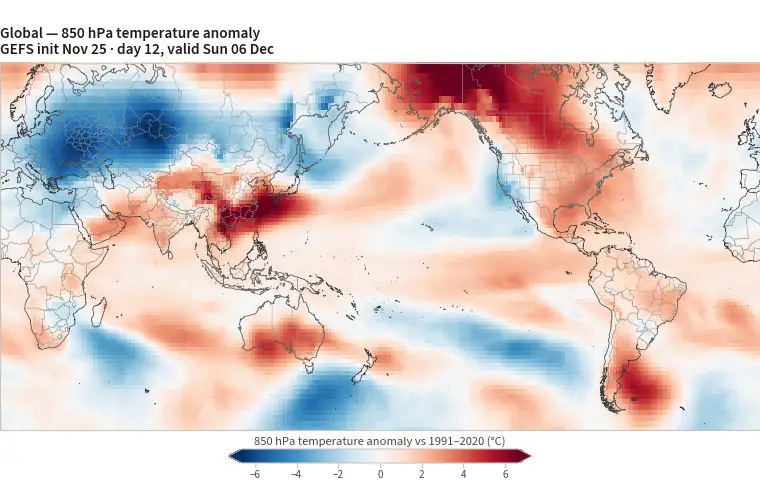 Global — 850 hPa temperature anomaly
GEFS init Nov 25 · day 12, valid Sun 06 Dec
850 hPa temperature anomaly vs 1991–2020 (°C)
−6 −4 −2 0 2 4 6